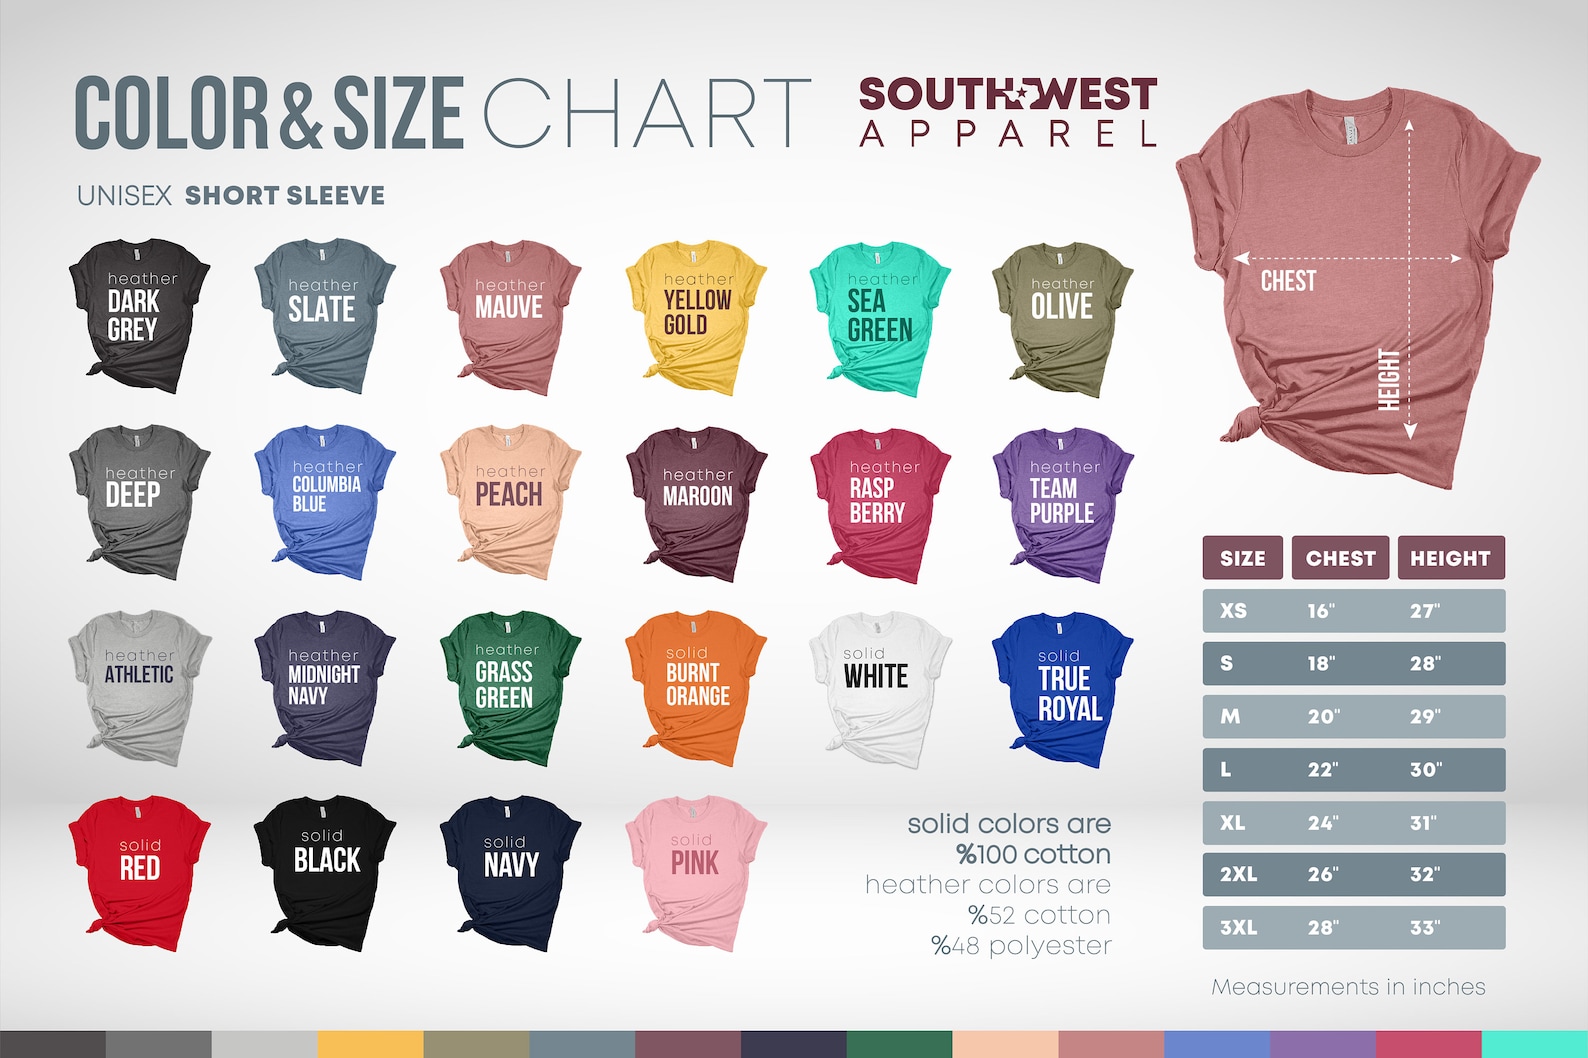 COLOR & SIZE CHART
SOUTHWEST
APPAREL
UNISEX SHORT SLEEVE
heather
DARK
GREY
heather
SLATE
heather
MAUVE
heather
YELLOW
GOLD
heather
SEA
GREEN
heather
OLIVE
heather
DEEP
heather
COLUMBIA
BLUE
heather
PEACH
heather
MAROON
heather
RASP
BERRY
heather
TEAM
PURPLE
heather
ATHLETIC
heather
MIDNIGHT
NAVY
heather
GRASS
GREEN
solid
BURNT
ORANGE
solid
WHITE
solid
TRUE
ROYAL
solid
RED
solid
BLACK
solid
NAVY
solid
PINK
solid colors are
%100 cotton
heather colors are
%52 cotton
%48 polyester
CHEST
HEIGHT
SIZE CHEST HEIGHT
XS 16" 27"
S 18" 28"
M 20" 29"
L 22" 30"
XL 24" 31"
2XL 26" 32"
3XL 28" 33"
Measurements in inches